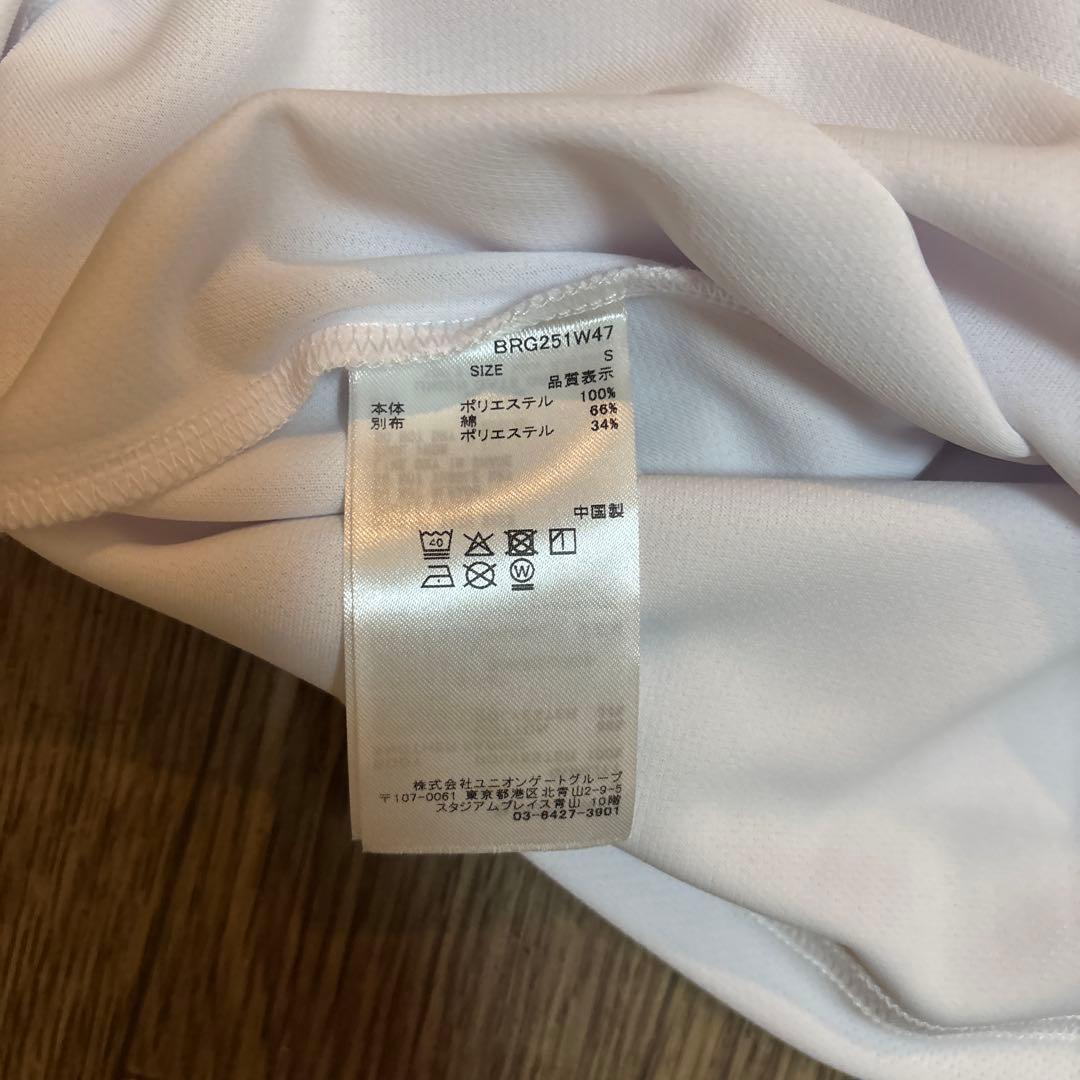 BRG251W47
SIZE S
品質表示
本体 ポリエステル 100%
別布 綿 66%
ポリエステル 34%
中国製
40
W
株式会社ユニオンゲートグループ
〒107-0061 東京都港区北青山2-9-5
スタジアムプレイス青山 10階
03-6427-3901